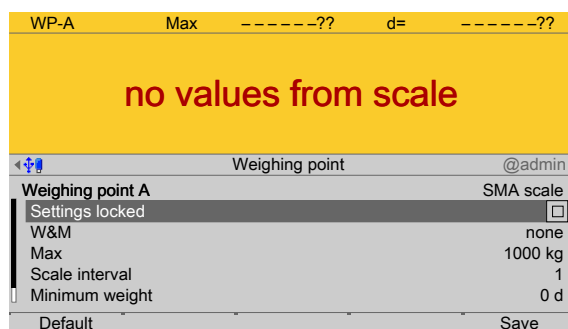 WP-A Max – – – – – –?? d= – – – – – –??
no values from scale
Weighing point @admin
Weighing point A SMA scale
Settings locked
W&M none
Max 1000 kg
Scale interval 1
Minimum weight 0 d
Default Save